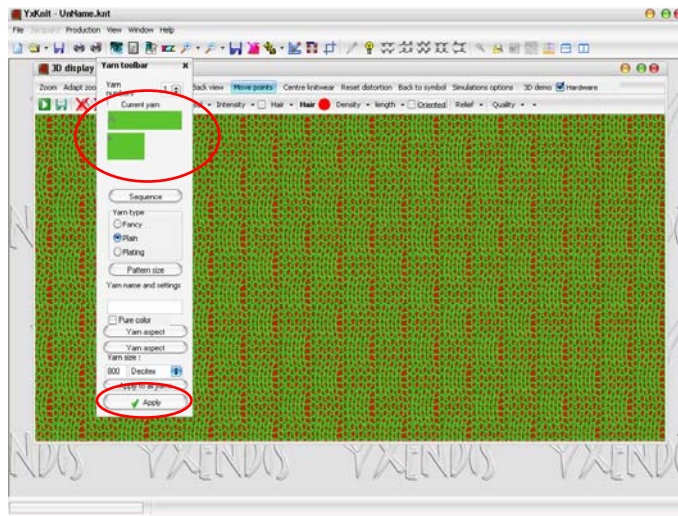 YxKnit - UnName.knt
File Jacquard Production View Window Help
3D display
Yarn toolbar x
Zoom Adapt zoo
Back view Move points Centre knitwear Reset distortion Back to symbol Simulations options 3D demo Hardware
Yarn
1
Current yarn
Intensity Hair Hair Density length Oriented Relief Quality
Sequence
Yarn type
Fancy
Plain
Plating
Pattern size
Yarn name and settings
Pure color
Yarn aspect
Yarn aspect
Yarn size :
800 Decitex
Apply
YXENDIS